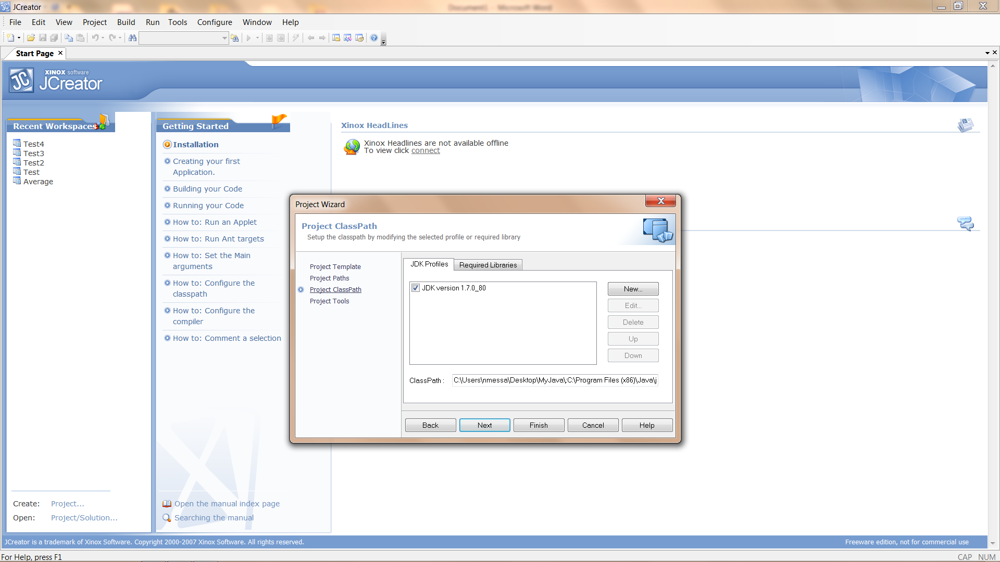 JCreator
File Edit View Project Build Run Tools Configure Window Help
Start Page
XINOX software
JCreator
Recent Workspaces
Test4
Test3
Test2
Test
Average
Create: Project...
Open: Project/Solution...
Getting Started
Installation
Creating your first
Application.
Building your Code
Running your Code
How to: Run an Applet
How to: Run Ant targets
How to: Set the Main
arguments
How to: Configure the
classpath
How to: Configure the
compiler
How to: Comment a selection
Open the manual index page
Searching the manual
Xinox HeadLines
Xinox Headlines are not available offline
To view click connect
Project Wizard
Project ClassPath
Setup the classpath by modifying the selected profile or required library
Project Template
Project Paths
Project ClassPath
Project Tools
JDK Profiles Required Libraries
JDK version 1.7.0_80
New...
Edit...
Delete
Up
Down
ClassPath : C:\Users\nmessa\Desktop\MyJava\;C:\Program Files (x86)\Java\j
Back Next Finish Cancel Help
JCreator is a trademark of Xinox Software. Copyright 2000-2007 Xinox Software. All rights reserved. Freeware edition, not for commercial use
For Help, press F1 CAP NUM